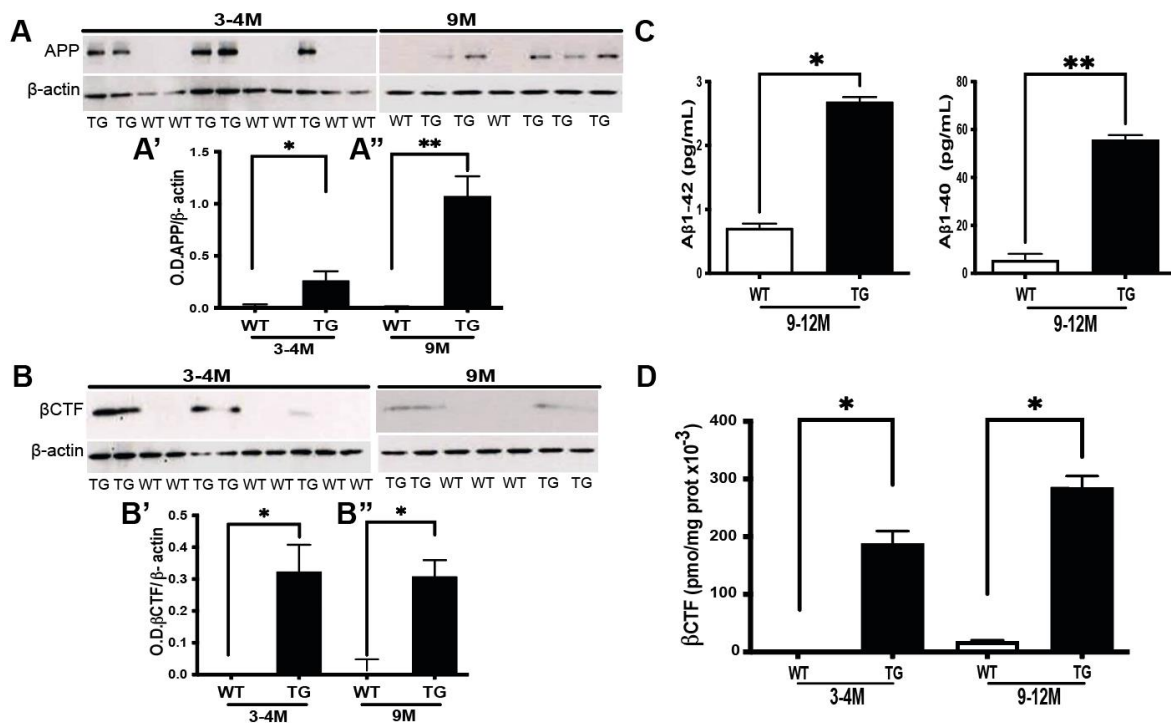 A
3-4M
9M
APP
β-actin
TG TG WT WT TG TG WT WT TG WT WT
WT TG TG WT TG TG TG
A'
A''
*
**
O.D.APP/β- actin
1.5
1.0
0.5
0.0
WT TG WT TG
3-4M
9M
B
3-4M
9M
βCTF
β-actin
TG TG WT WT TG TG WT WT TG WT WT
TG TG WT WT WT TG TG
B'
B''
*
*
O.D.βCTF/β- actin
0.5
0.4
0.3
0.2
0.1
0.0
WT TG WT TG
3-4M
9M
C
*
Aβ1-42 (pg/mL)
3
2
1
0
WT TG
9-12M
**
Aβ1-40 (pg/mL)
80
60
40
20
0
WT TG
9-12M
D
*
*
βCTF (pmo/mg prot x10⁻³)
400
300
200
100
0
WT TG WT TG
3-4M
9-12M